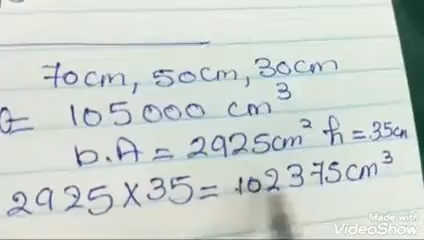 70cm, 50cm, 30cm
= 105000 cm³
b.A = 2925cm² h = 35cm
2925 × 35 = 102375cm³
Made with
VideoShow